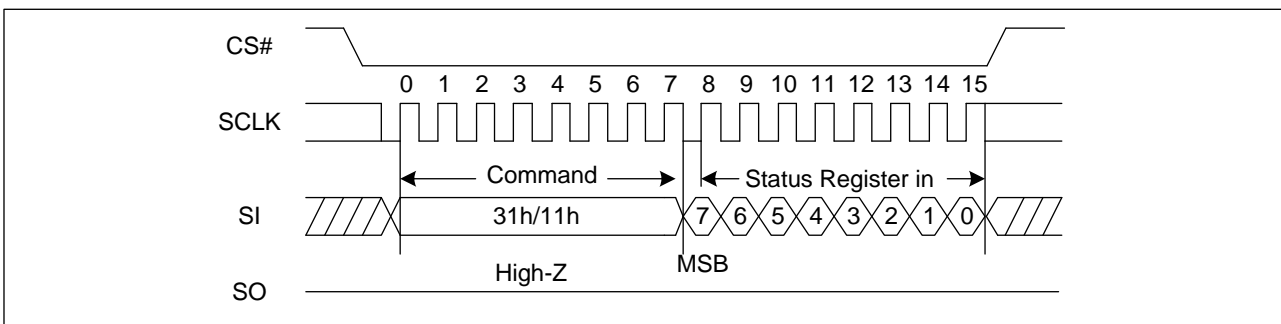 CS#
0 1 2 3 4 5 6 7 8 9 10 11 12 13 14 15
SCLK
Command Status Register in
SI 31h/11h 7 6 5 4 3 2 1 0
High-Z MSB
SO